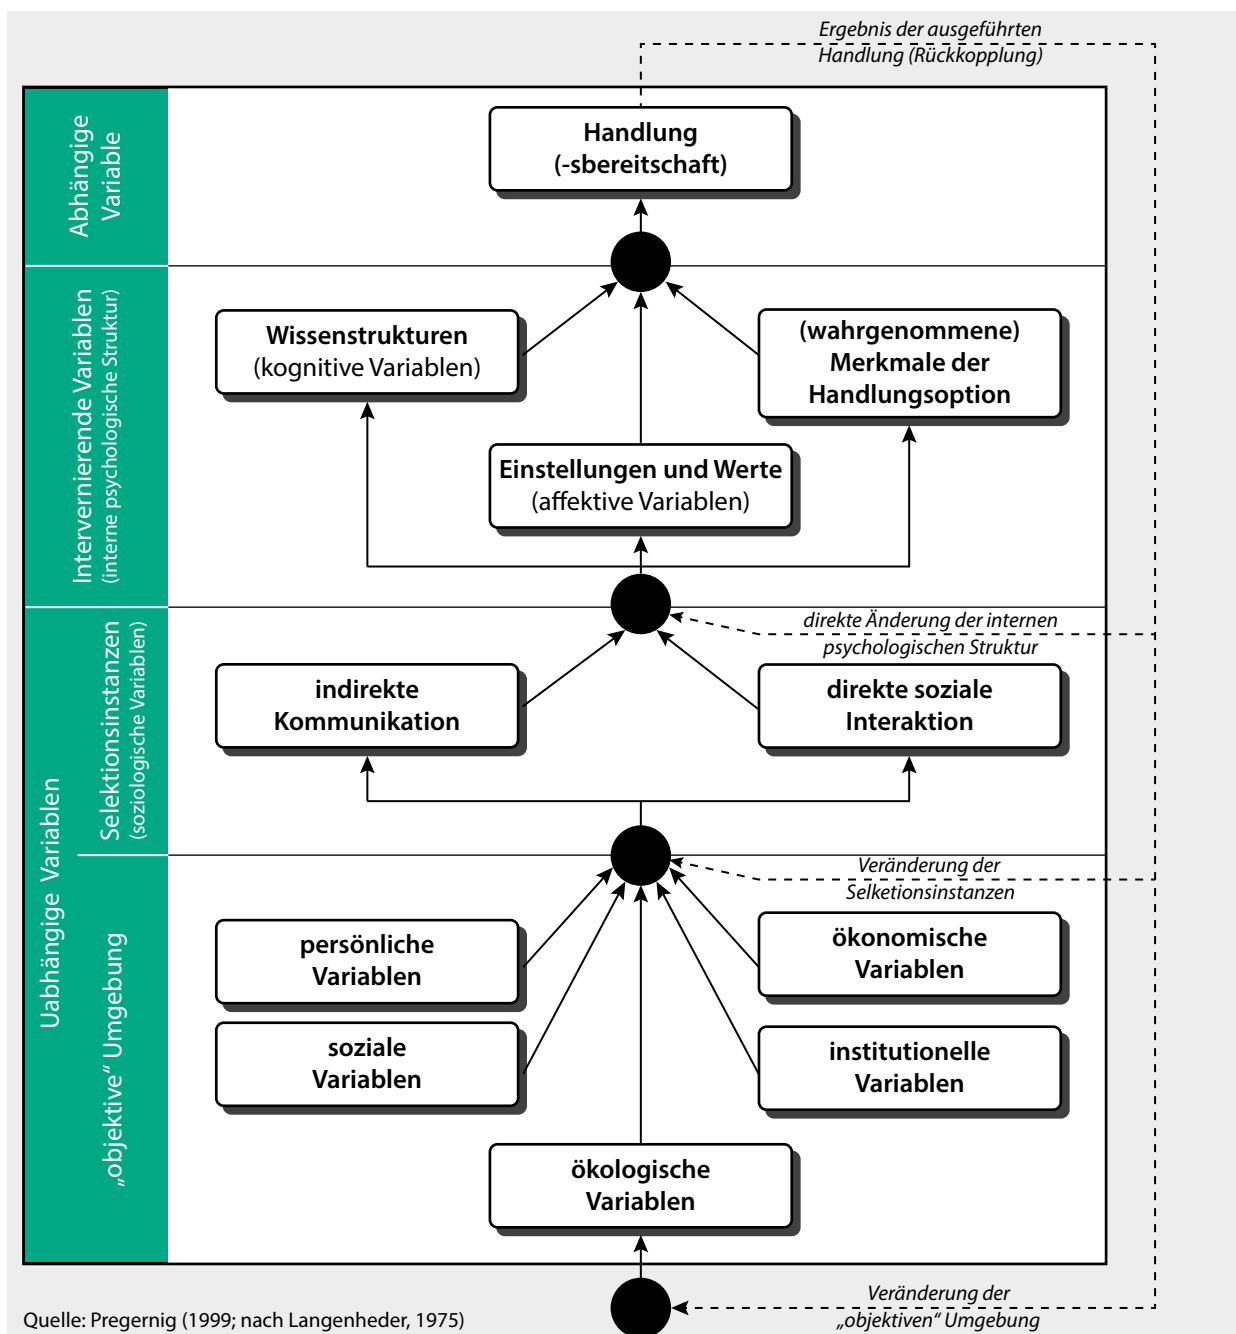 Ergebnis der ausgeführten
Handlung (Rückkopplung)
Abhängige
Variable
Handlung
(-sbereitschaft)
Intervernierende Variablen
(interne psychologische Struktur)
Wissenstrukturen
(kognitive Variablen)
(wahrgenommene)
Merkmale der
Handlungsoption
Einstellungen und Werte
(affektive Variablen)
Uabhängige Variablen
Selektionsinstanzen
(soziologische Variablen)
direkte Änderung der internen
psychologischen Struktur
indirekte
Kommunikation
direkte soziale
Interaktion
„objektive“ Umgebung
Veränderung der
Selketionsinstanzen
persönliche
Variablen
ökonomische
Variablen
soziale
Variablen
institutionelle
Variablen
ökologische
Variablen
Veränderung der
„objektiven“ Umgebung
Quelle: Pregernig (1999; nach Langenheder, 1975)